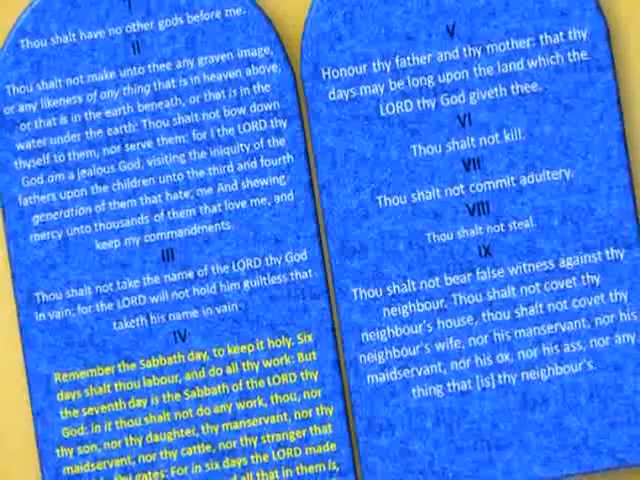 I
Thou shalt have no other gods before me.
II
Thou shalt not make unto thee any graven image,
or any likeness of any thing that is in heaven above,
or that is in the earth beneath, or that is in the
water under the earth: Thou shalt not bow down
thyself to them, nor serve them: for I the LORD thy
God am a jealous God, visiting the iniquity of the
fathers upon the children unto the third and fourth
generation of them that hate; me And showing
mercy unto thousands of them that love me, and
keep my commandments.
III
Thou shalt not take the name of the LORD thy God
in vain: for the LORD will not hold him guiltless that
taketh his name in vain.
IV
Remember the Sabbath day, to keep it holy. Six
days shalt thou labour, and do all thy work: But
the seventh day is the Sabbath of the LORD thy
God: in it thou shalt not do any work, thou, nor
thy son, nor thy daughter, thy manservant, nor thy
maidservant, nor thy cattle, nor thy stranger that
thy gates: For in six days the LORD made
and all that in them is,
V
Honour thy father and thy mother: that thy
days may be long upon the land which the
LORD thy God giveth thee.
VI
Thou shalt not kill.
VII
Thou shalt not commit adultery.
VIII
Thou shalt not steal.
IX
Thou shalt not bear false witness against thy
neighbour. Thou shalt not covet thy
neighbour's house, thou shalt not covet thy
neighbour's wife, nor his manservant, nor his
maidservant, nor his ox, nor his ass, nor any
thing that [is] thy neighbour's.